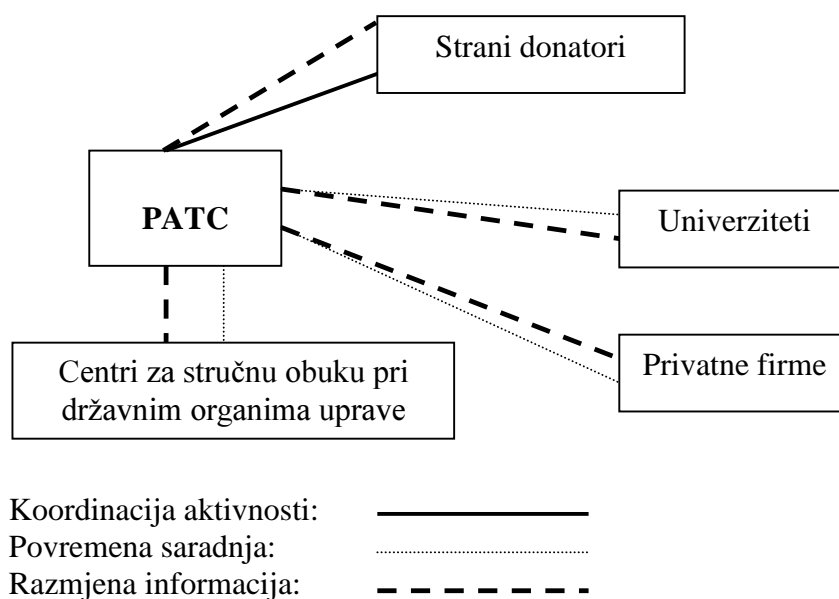 Strani donatori
PATC
Univerziteti
Privatne firme
Centri za stručnu obuku pri
državnim organima uprave
Koordinacija aktivnosti:
Povremena saradnja:
Razmjena informacija: